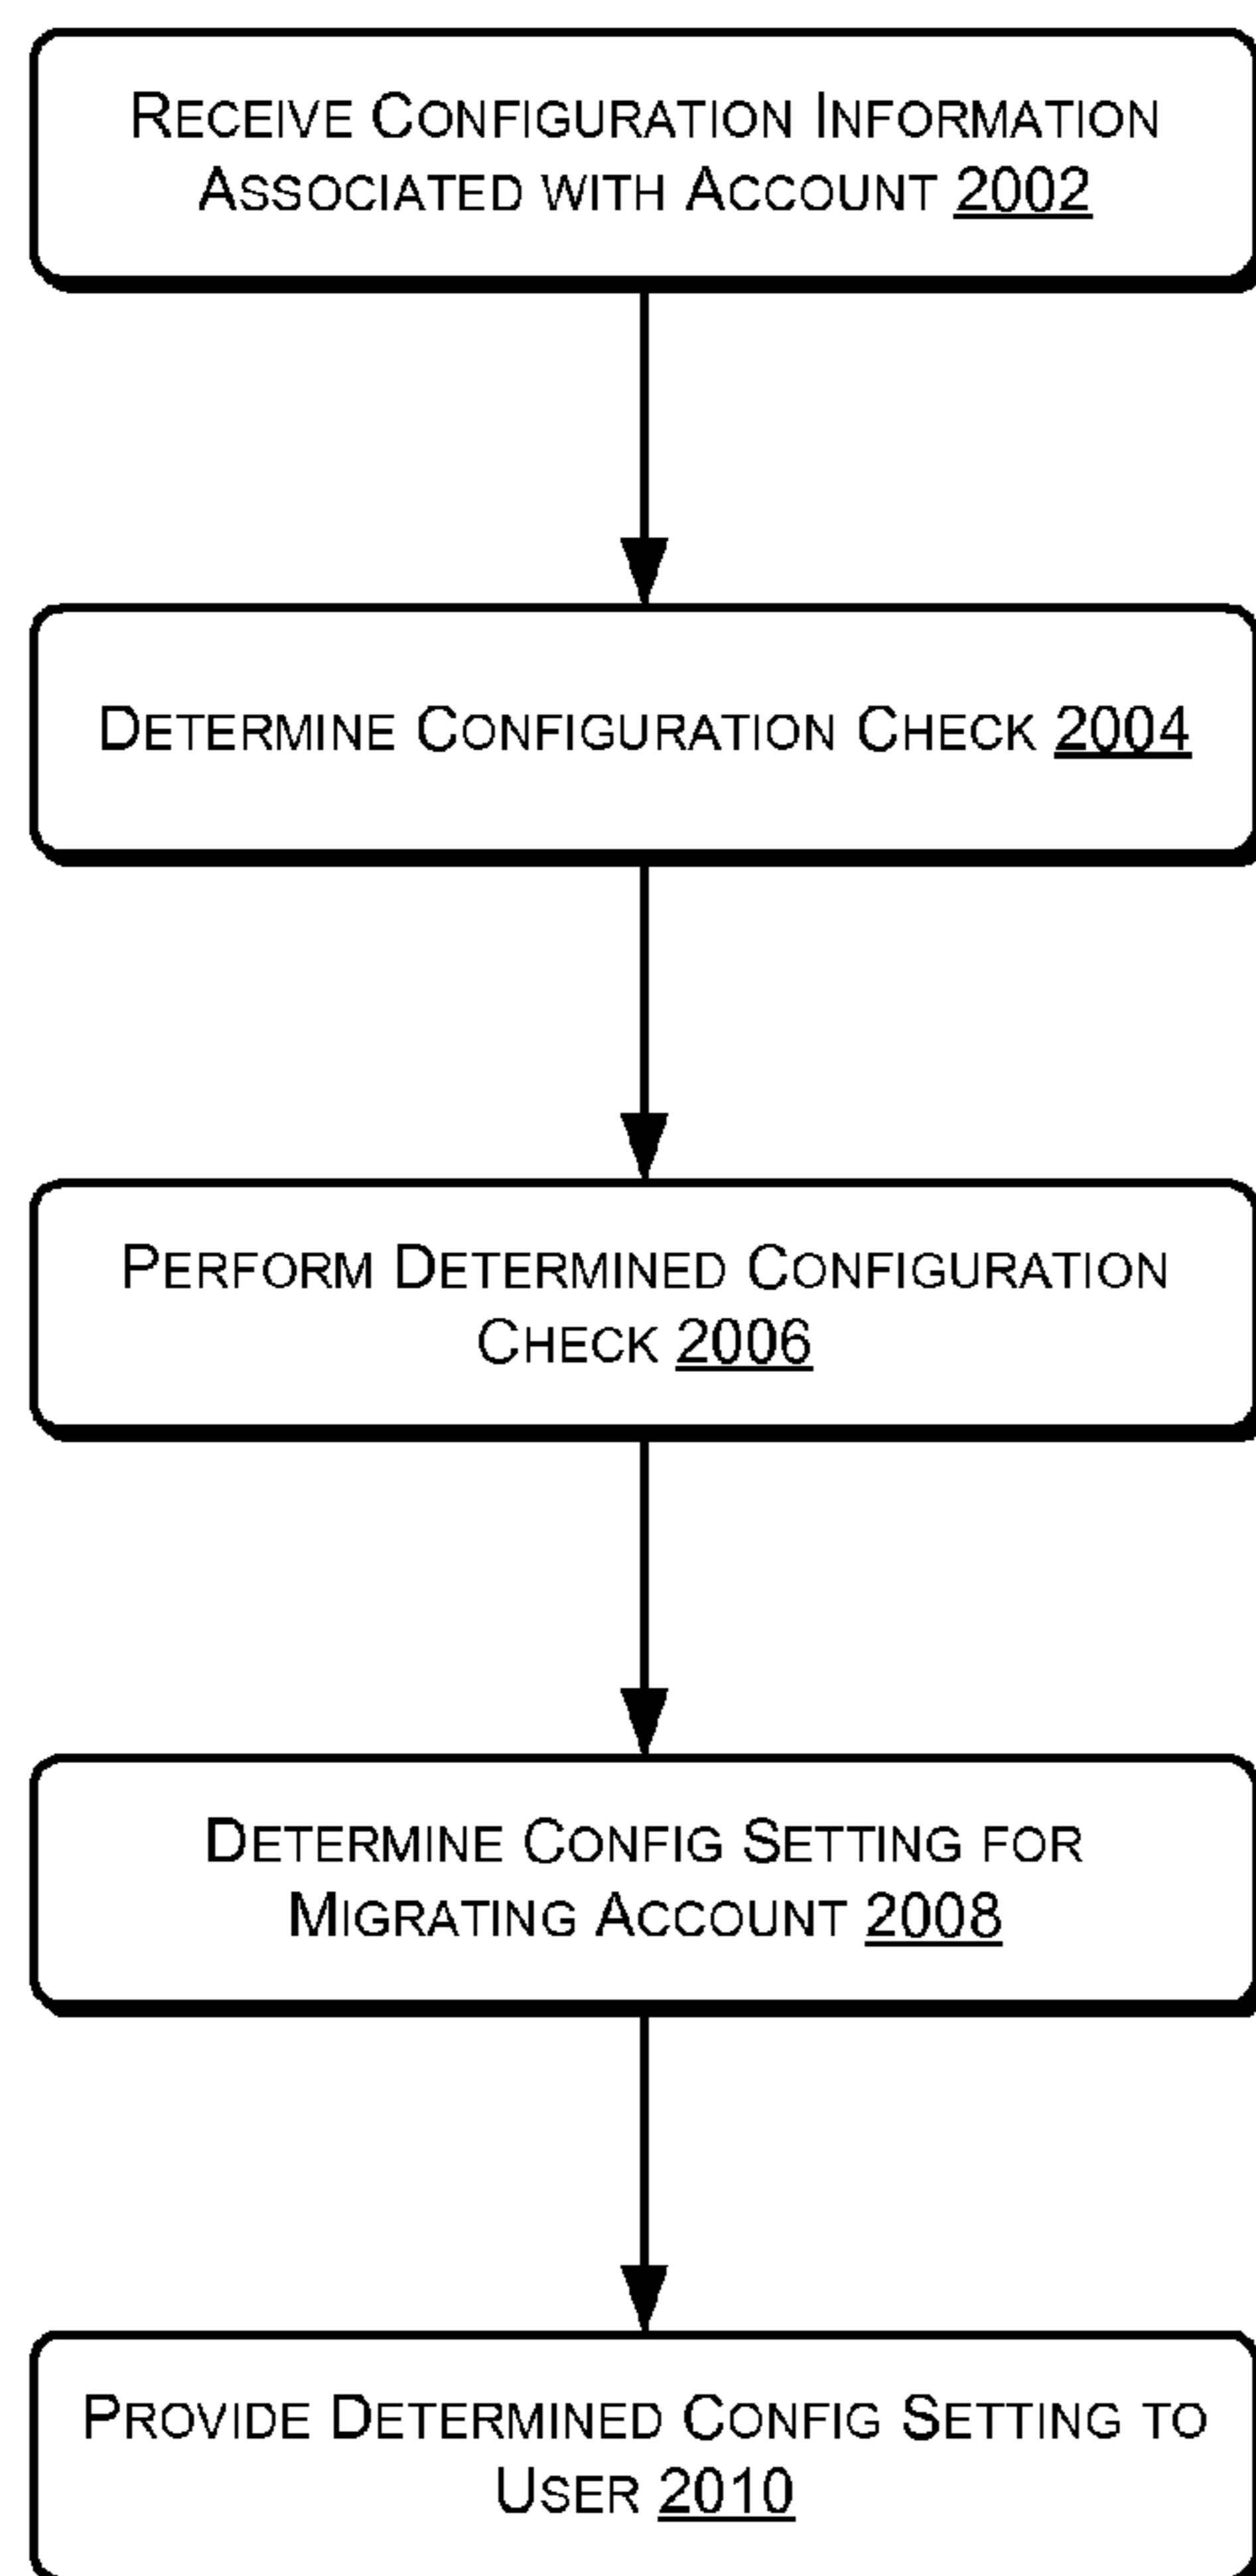 RECEIVE CONFIGURATION INFORMATION
ASSOCIATED WITH ACCOUNT 2002
DETERMINE CONFIGURATION CHECK 2004
PERFORM DETERMINED CONFIGURATION
CHECK 2006
DETERMINE CONFIG SETTING FOR
MIGRATING ACCOUNT 2008
PROVIDE DETERMINED CONFIG SETTING TO
USER 2010